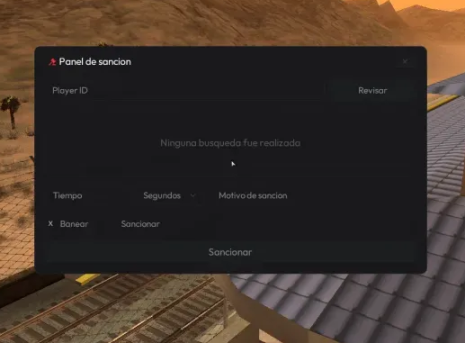 Panel de sancion
Player ID
Revisar
Ninguna busqueda fue realizado
Tiempo Segundos Motivo de sancion
x Banear Sancionar
Sancionar